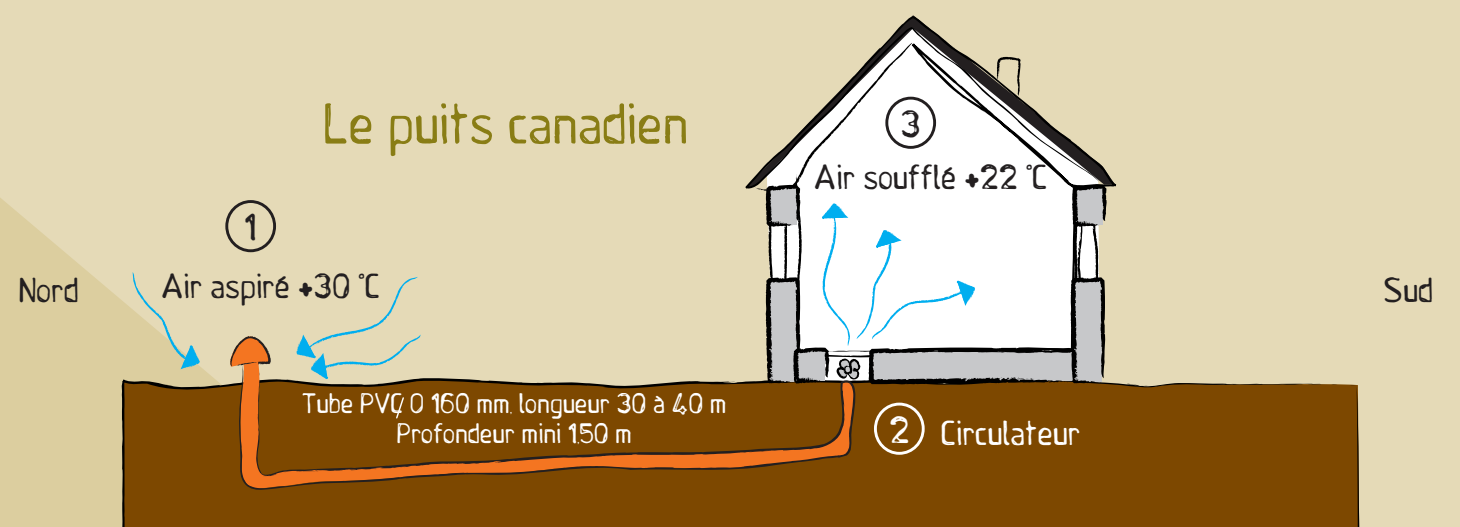 Le puits canadien
1
Air aspiré +30 °C
Nord
3
Air soufflé +22 °C
Sud
Tube PVC, O 160 mm, longueur 30 à 40 m
Profondeur mini 1,50 m
2 Circulateur